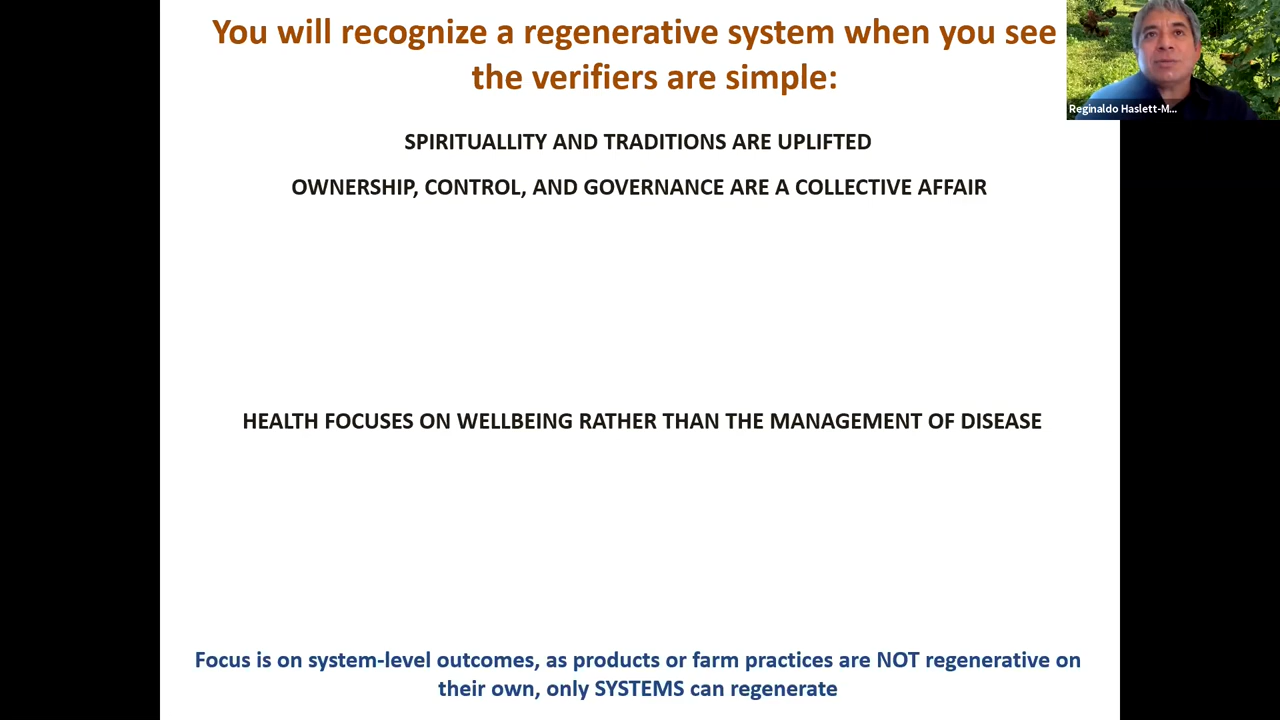 You will recognize a regenerative system when you see
the verifiers are simple:
Reginaldo Haslett-M...
SPIRITUALLITY AND TRADITIONS ARE UPLIFTED
OWNERSHIP, CONTROL, AND GOVERNANCE ARE A COLLECTIVE AFFAIR
HEALTH FOCUSES ON WELLBEING RATHER THAN THE MANAGEMENT OF DISEASE
Focus is on system-level outcomes, as products or farm practices are NOT regenerative on
their own, only SYSTEMS can regenerate